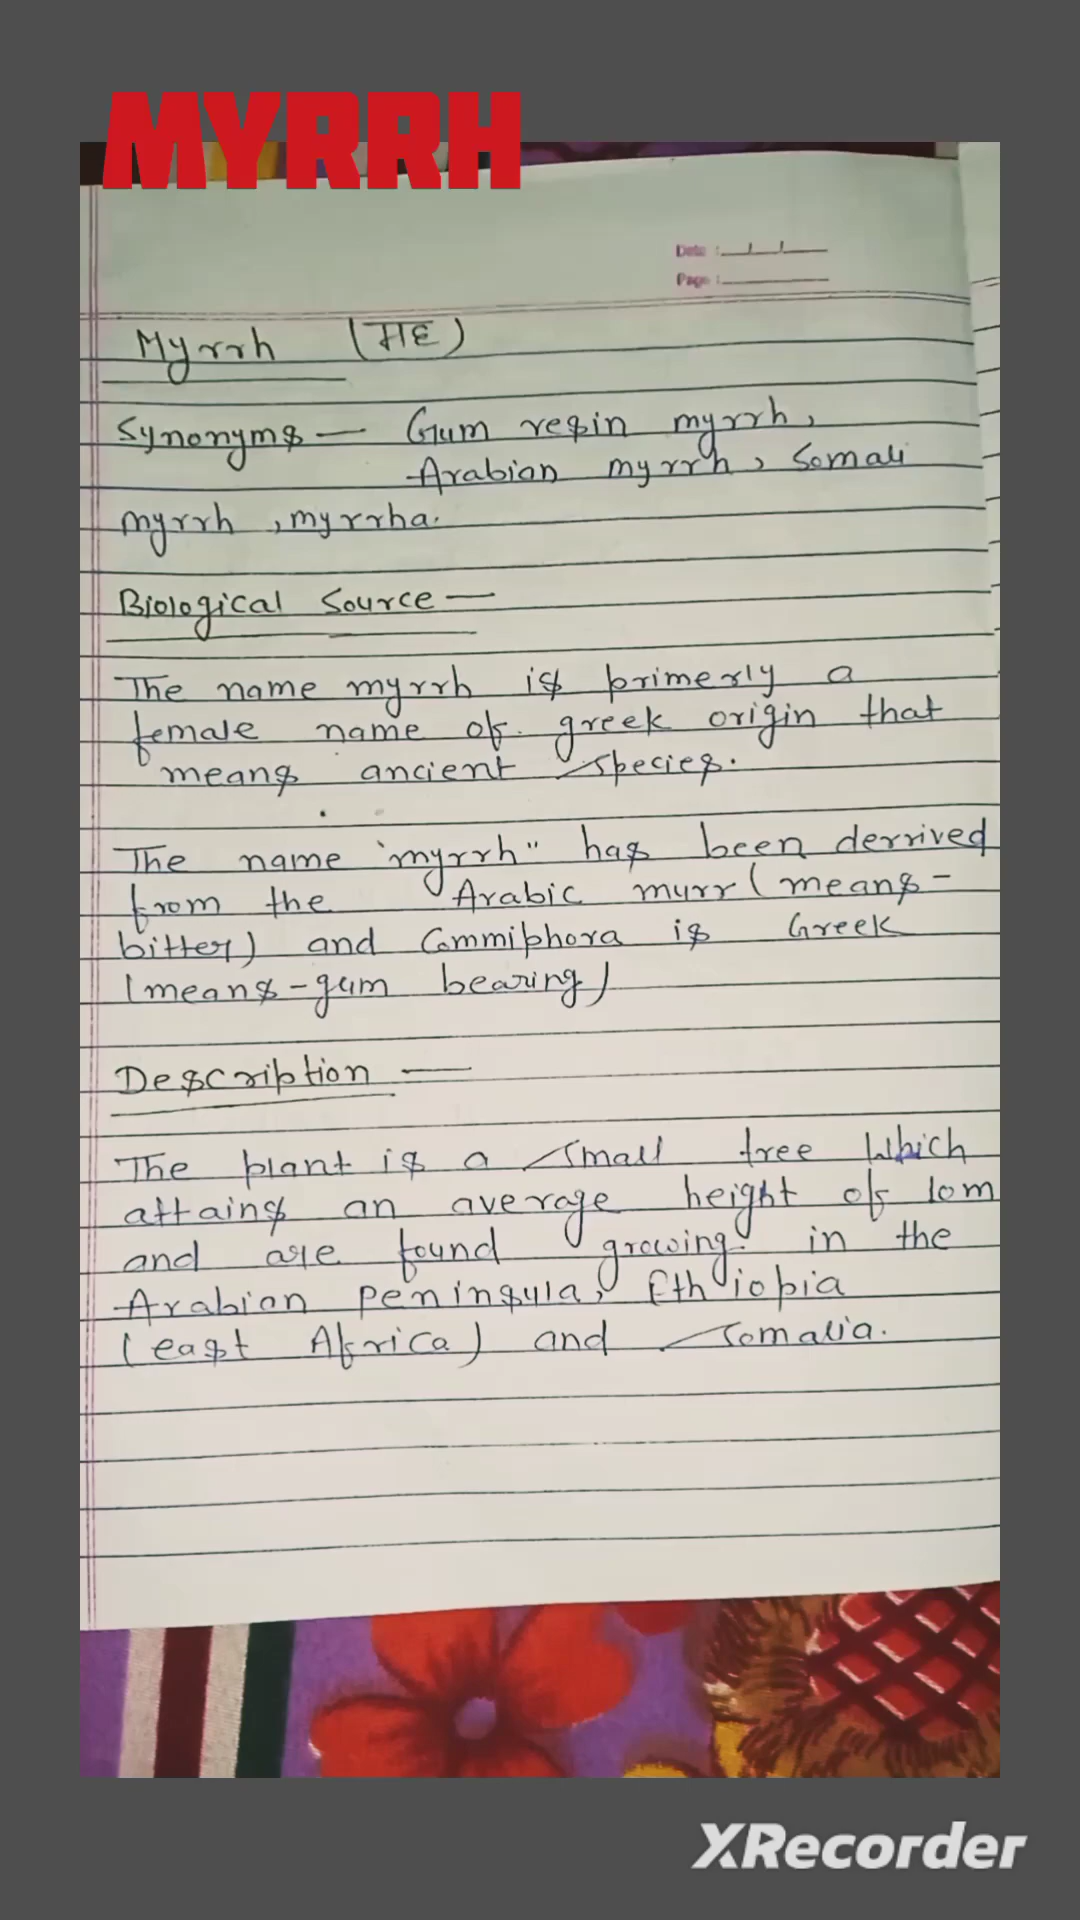 MYRRH
Date :
Page :
Myrrh (मर्ह)
Synonyms — Gum resin myrrh,
Arabian myrrh, Somali
myrrh, myrrha.
Biological Source —
The name myrrh is primerly a
female name of greek origin that
means ancient species.
The name "myrrh" has been derrived
from the Arabic murr (means-
bitter) and Commiphora is Greek
(means-gum bearing)
Description —
The plant is a small tree Which
attains an average height of 10m
and are found growing in the
Arabian peninsula, Ethiopia
(east Africa) and Somalia.
XRecorder